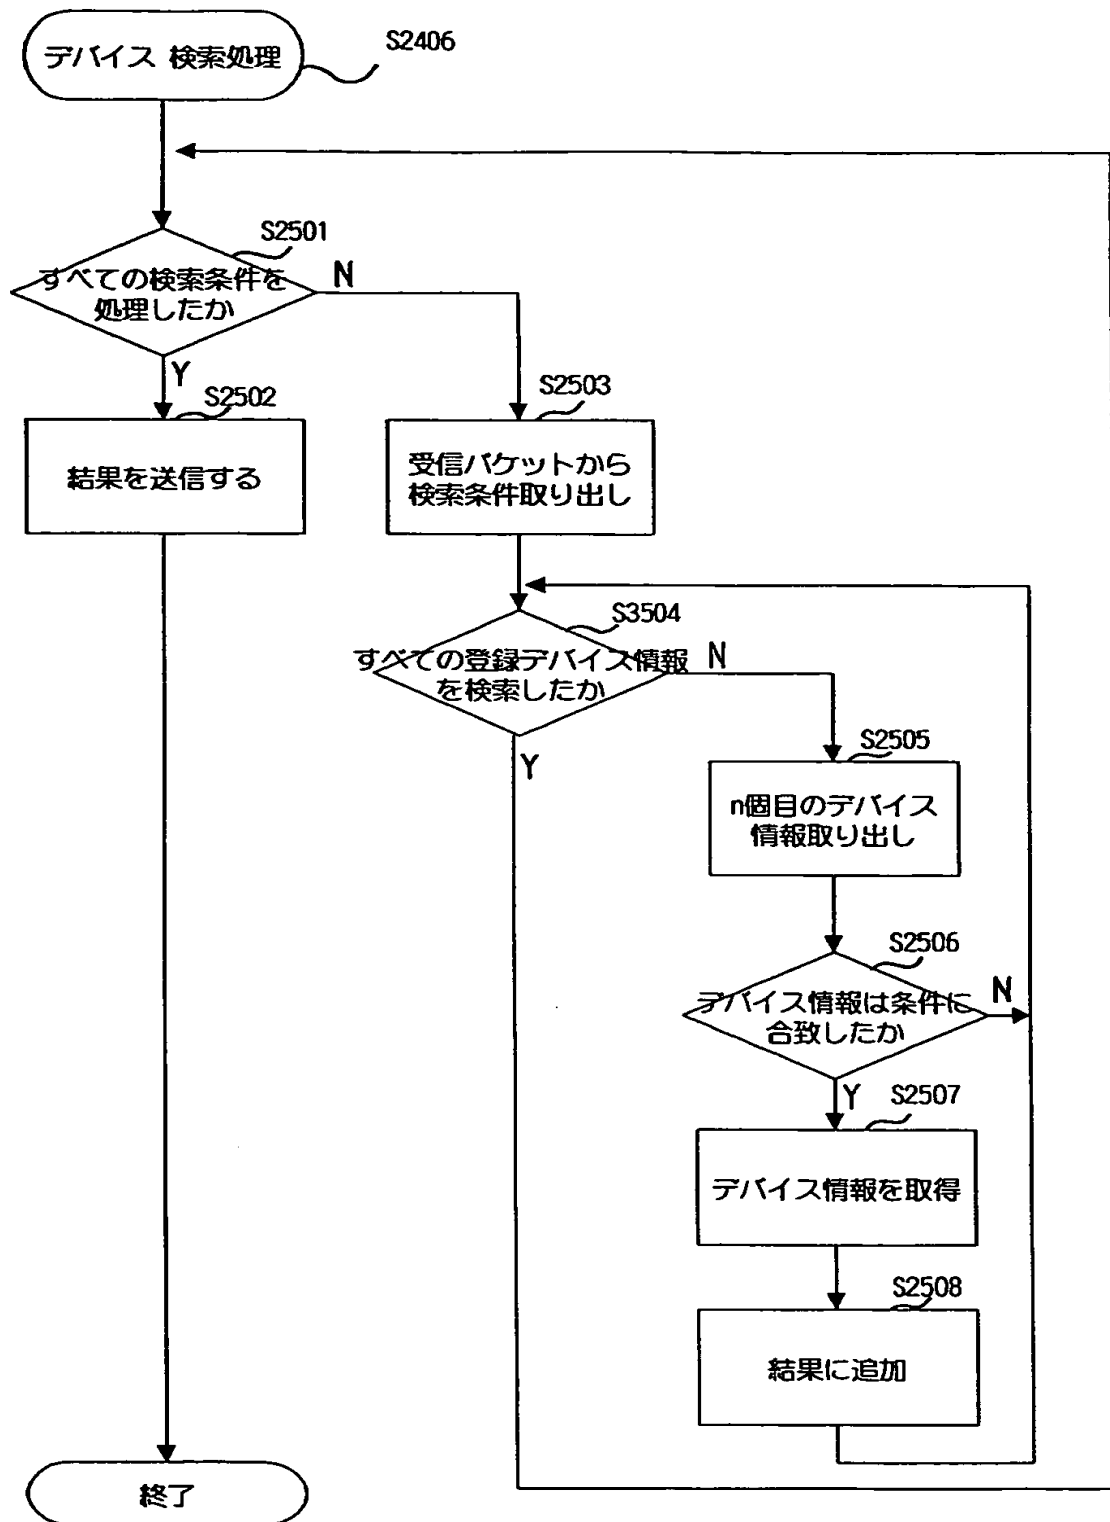 デバイス 検索処理
S2406
S2501
すべての検索条件を
処理したか
N
Y
S2502
結果を送信する
S2503
受信パケットから
検索条件取り出し
S3504
すべての登録デバイス情報
を検索したか
N
Y
S2505
n個目のデバイス
情報取り出し
S2506
デバイス情報は条件に
合致したか
N
Y
S2507
デバイス情報を取得
S2508
結果に追加
終了